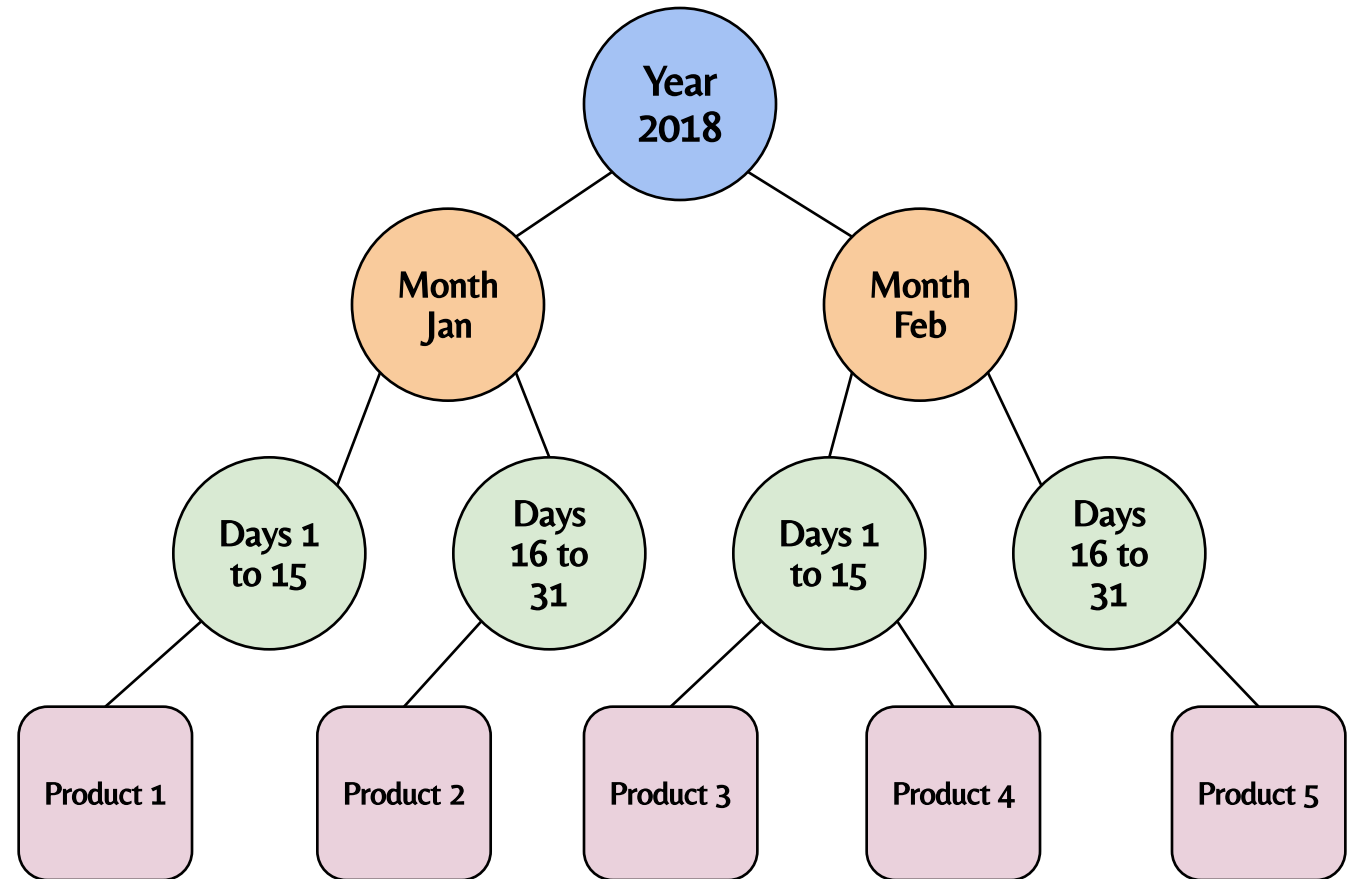 Year
2018
Month
Jan
Month
Feb
Days 1
to 15
Days
16 to
31
Days 1
to 15
Days
16 to
31
Product 1
Product 2
Product 3
Product 4
Product 5